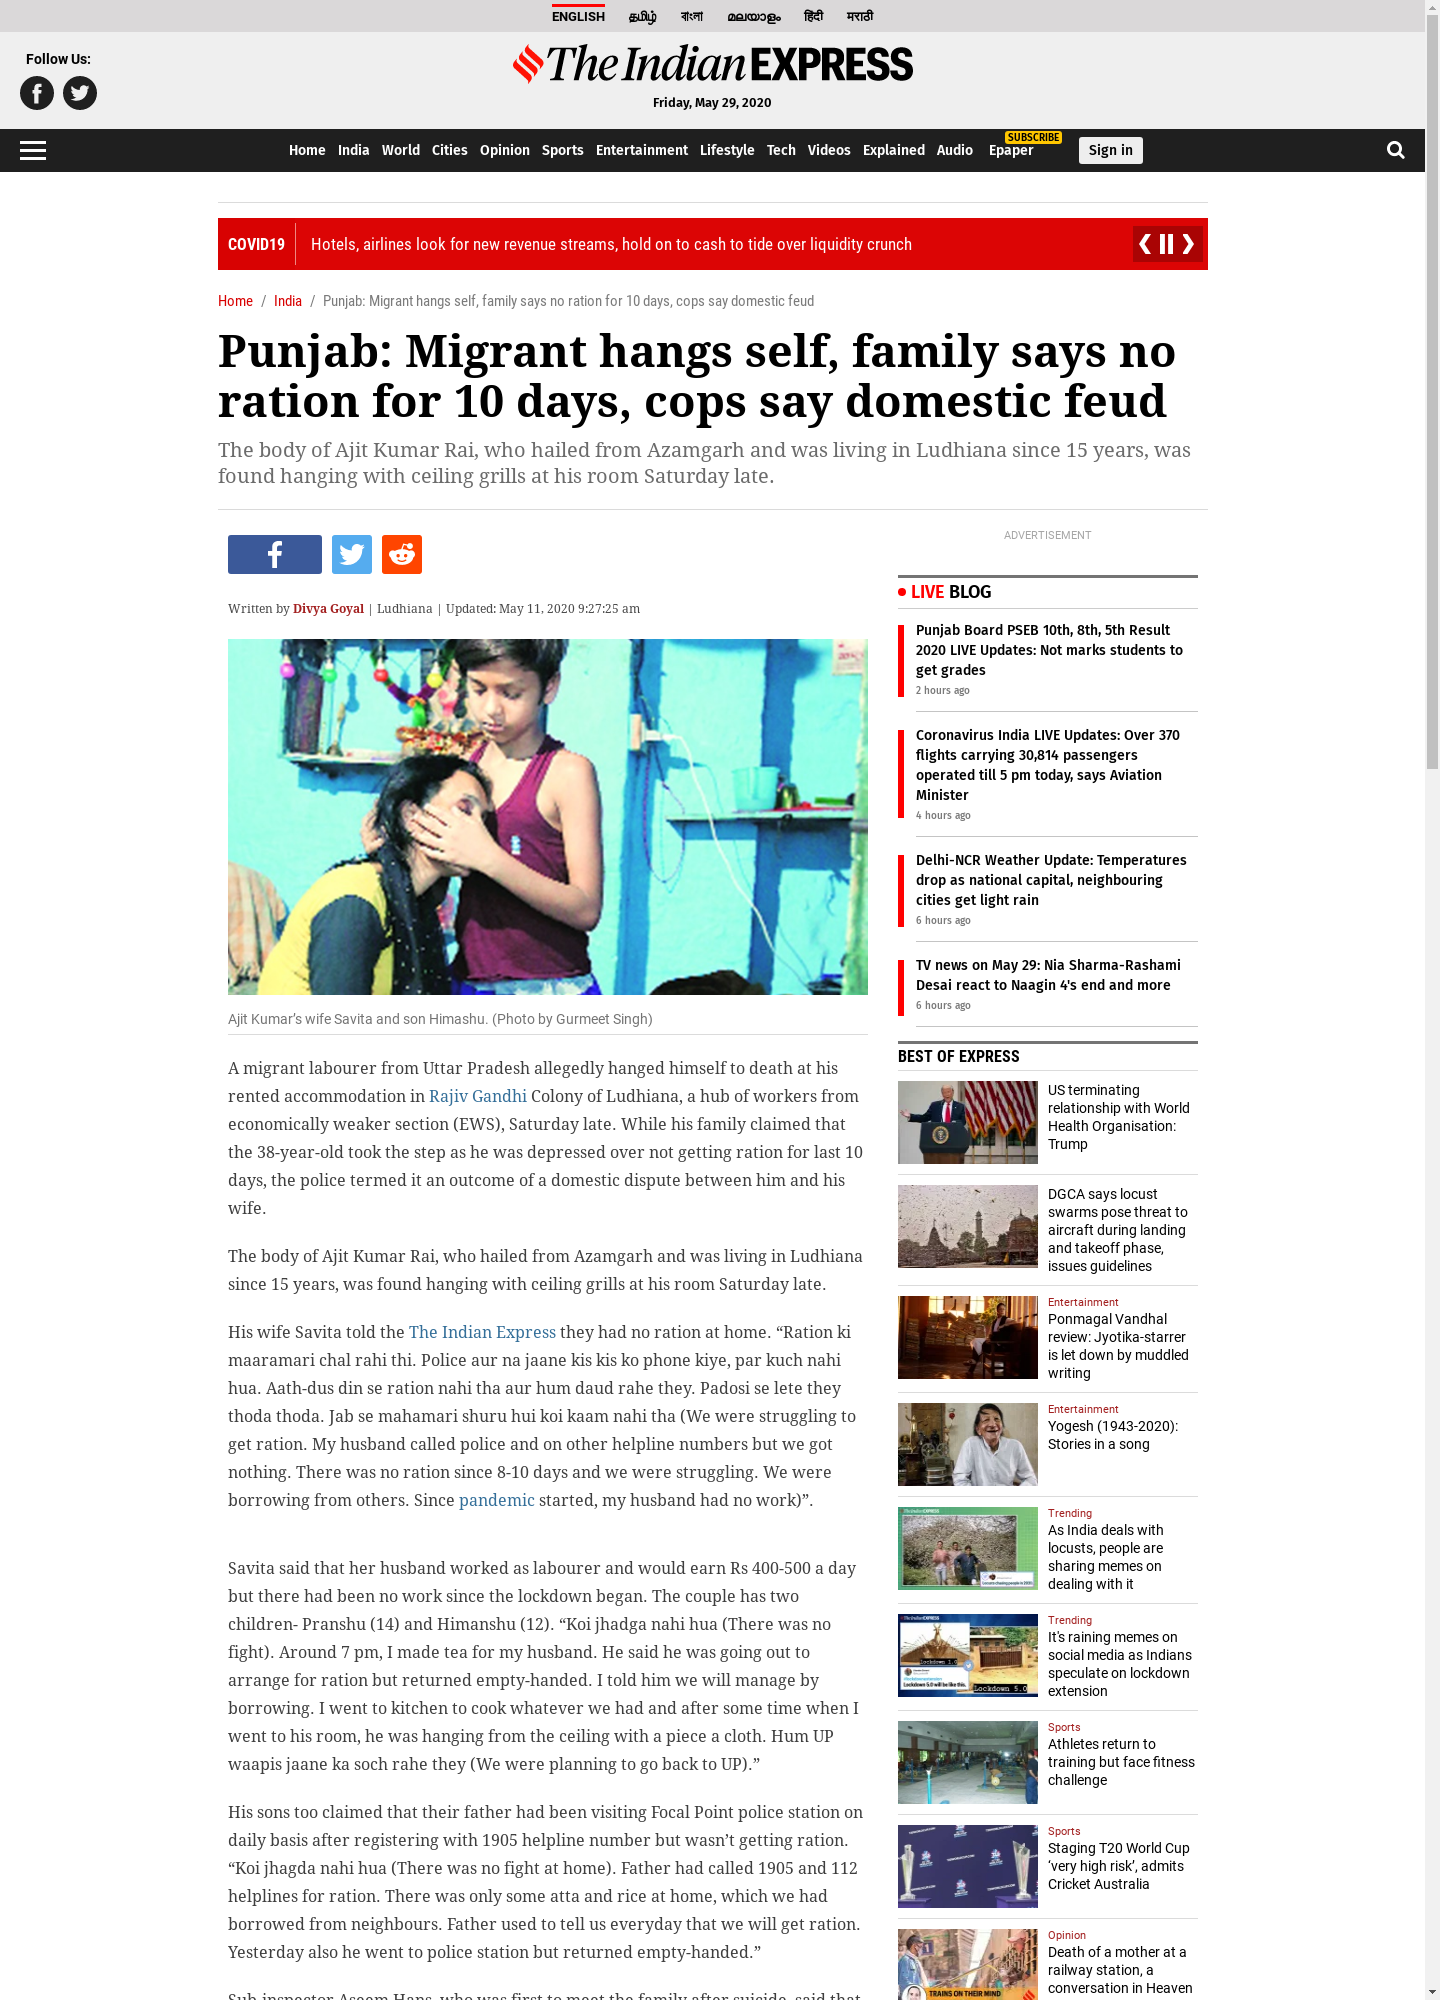 ENGLISH தமிழ் বাংলা മലയാളം हिंदी मराठी
Follow Us:
The Indian EXPRESS
Friday, May 29, 2020
Home India World Cities Opinion Sports Entertainment Lifestyle Tech Videos Explained Audio Epaper SUBSCRIBE Sign in
COVID19 Hotels, airlines look for new revenue streams, hold on to cash to tide over liquidity crunch
Home / India / Punjab: Migrant hangs self, family says no ration for 10 days, cops say domestic feud
Punjab: Migrant hangs self, family says no
ration for 10 days, cops say domestic feud
The body of Ajit Kumar Rai, who hailed from Azamgarh and was living in Ludhiana since 15 years, was
found hanging with ceiling grills at his room Saturday late.
Written by Divya Goyal | Ludhiana | Updated: May 11, 2020 9:27:25 am
Ajit Kumar’s wife Savita and son Himashu. (Photo by Gurmeet Singh)
A migrant labourer from Uttar Pradesh allegedly hanged himself to death at his
rented accommodation in Rajiv Gandhi Colony of Ludhiana, a hub of workers from
economically weaker section (EWS), Saturday late. While his family claimed that
the 38-year-old took the step as he was depressed over not getting ration for last 10
days, the police termed it an outcome of a domestic dispute between him and his
wife.
The body of Ajit Kumar Rai, who hailed from Azamgarh and was living in Ludhiana
since 15 years, was found hanging with ceiling grills at his room Saturday late.
His wife Savita told the The Indian Express they had no ration at home. “Ration ki
maaramari chal rahi thi. Police aur na jaane kis kis ko phone kiye, par kuch nahi
hua. Aath-dus din se ration nahi tha aur hum daud rahe they. Padosi se lete they
thoda thoda. Jab se mahamari shuru hui koi kaam nahi tha (We were struggling to
get ration. My husband called police and on other helpline numbers but we got
nothing. There was no ration since 8-10 days and we were struggling. We were
borrowing from others. Since pandemic started, my husband had no work)”.
Savita said that her husband worked as labourer and would earn Rs 400-500 a day
but there had been no work since the lockdown began. The couple has two
children- Pranshu (14) and Himanshu (12). “Koi jhadga nahi hua (There was no
fight). Around 7 pm, I made tea for my husband. He said he was going out to
arrange for ration but returned empty-handed. I told him we will manage by
borrowing. I went to kitchen to cook whatever we had and after some time when I
went to his room, he was hanging from the ceiling with a piece a cloth. Hum UP
waapis jaane ka soch rahe they (We were planning to go back to UP).”
His sons too claimed that their father had been visiting Focal Point police station on
daily basis after registering with 1905 helpline number but wasn’t getting ration.
“Koi jhagda nahi hua (There was no fight at home). Father had called 1905 and 112
helplines for ration. There was only some atta and rice at home, which we had
borrowed from neighbours. Father used to tell us everyday that we will get ration.
Yesterday also he went to police station but returned empty-handed.”
Sub-inspector Aseem Hans, who was first to meet the family after suicide, said that
ADVERTISEMENT
LIVE BLOG
Punjab Board PSEB 10th, 8th, 5th Result
2020 LIVE Updates: Not marks students to
get grades
2 hours ago
Coronavirus India LIVE Updates: Over 370
flights carrying 30,814 passengers
operated till 5 pm today, says Aviation
Minister
4 hours ago
Delhi-NCR Weather Update: Temperatures
drop as national capital, neighbouring
cities get light rain
6 hours ago
TV news on May 29: Nia Sharma-Rashami
Desai react to Naagin 4's end and more
6 hours ago
BEST OF EXPRESS
US terminating
relationship with World
Health Organisation:
Trump
DGCA says locust
swarms pose threat to
aircraft during landing
and takeoff phase,
issues guidelines
Entertainment
Ponmagal Vandhal
review: Jyotika-starrer
is let down by muddled
writing
Entertainment
Yogesh (1943-2020):
Stories in a song
Trending
As India deals with
locusts, people are
sharing memes on
dealing with it
Trending
It's raining memes on
social media as Indians
speculate on lockdown
extension
Lockdown 1.0
Lockdown 5.0 will be like this.
Lockdown 5.0
Sports
Athletes return to
training but face fitness
challenge
Sports
Staging T20 World Cup
‘very high risk’, admits
Cricket Australia
Opinion
Death of a mother at a
railway station, a
conversation in Heaven
TRAINS ON THEIR MIND